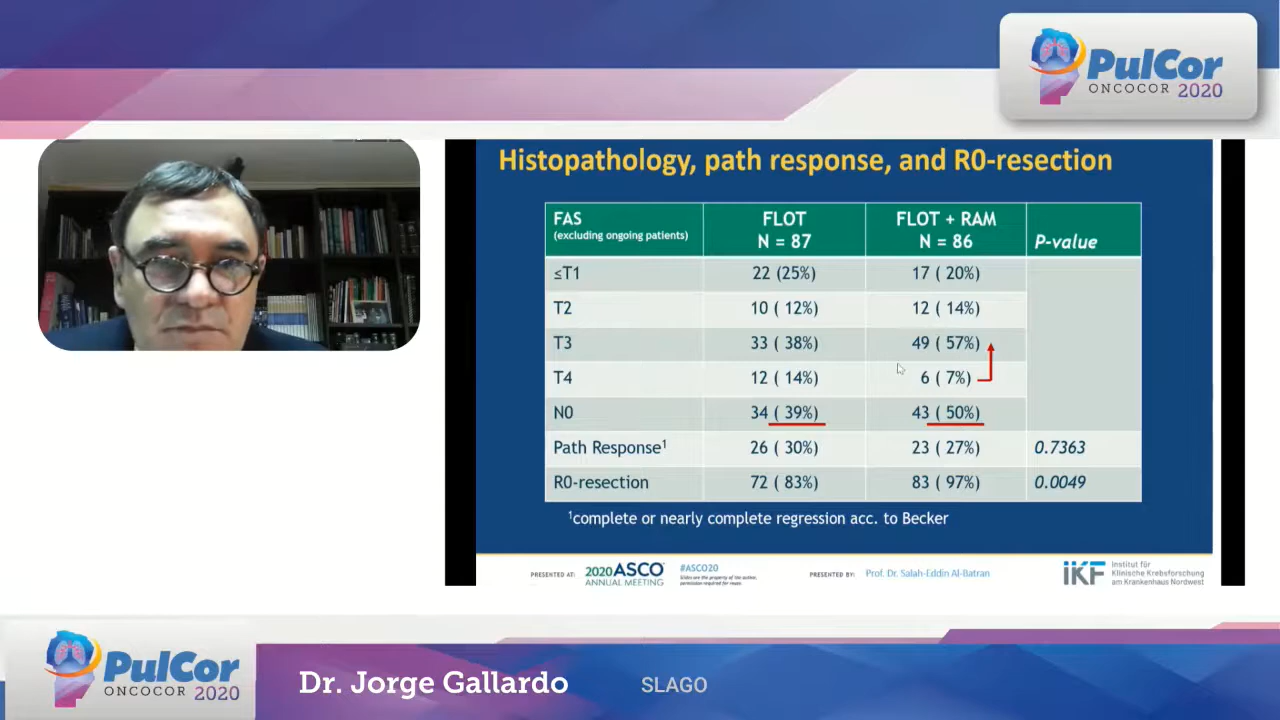 PulCor
ONCOCOR 2020
Histopathology, path response, and R0-resection
FAS
(excluding ongoing patients)
FLOT
N = 87
FLOT + RAM
N = 86
P-value
≤T1 22 (25%) 17 ( 20%)
T2 10 ( 12%) 12 ( 14%)
T3 33 ( 38%) 49 ( 57%)
T4 12 ( 14%) 6 ( 7%)
N0 34 ( 39%) 43 ( 50%)
Path Response¹ 26 ( 30%) 23 ( 27%) 0.7363
R0-resection 72 ( 83%) 83 ( 97%) 0.0049
¹complete or nearly complete regression acc. to Becker
PRESENTED AT: 2020 ASCO ANNUAL MEETING
#ASCO20
Slides are the property of the author,
permission required for reuse.
PRESENTED BY: Prof. Dr. Salah-Eddin Al-Batran
IKF Institut für
Klinische Krebsforschung
am Krankenhaus Nordwest
PulCor
ONCOCOR 2020
Dr. Jorge Gallardo SLAGO